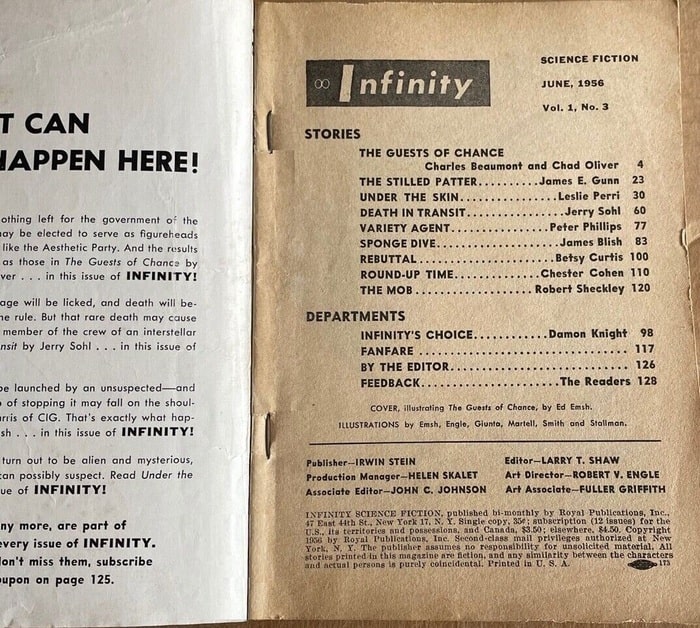 T CAN
APPEN HERE!
othing left for the government of the
ay be elected to serve as figureheads
like the Aesthetic Party. And the results
as those in The Guests of Chance by
ver . . . in this issue of INFINITY!
age will be licked, and death will be-
e rule. But that rare death may cause
member of the crew of an interstellar
nsit by Jerry Sohl . . . in this issue of
be launched by an unsuspected—and
of stopping it may fall on the shoul-
rris of CIG. That's exactly what hap-
sh . . . in this issue of INFINITY!
turn out to be alien and mysterious,
can possibly suspect. Read Under the
ue of INFINITY!
ny more, are part of
every issue of INFINITY.
on't miss them, subscribe
upon on page 125.
∞ Infinity
SCIENCE FICTION
JUNE, 1956
Vol. 1, No. 3
STORIES
THE GUESTS OF CHANCE
Charles Beaumont and Chad Oliver 4
THE STILLED PATTER..........James E. Gunn 23
UNDER THE SKIN..............Leslie Perri 30
DEATH IN TRANSIT..............Jerry Sohl 60
VARIETY AGENT..............Peter Phillips 77
SPONGE DIVE................James Blish 83
REBUTTAL..................Betsy Curtis 100
ROUND-UP TIME............Chester Cohen 110
THE MOB................Robert Sheckley 120
DEPARTMENTS
INFINITY'S CHOICE...........Damon Knight 98
FANFARE ............................ 117
BY THE EDITOR....................... 126
FEEDBACK...................The Readers 128
COVER, illustrating The Guests of Chance, by Ed Emsh.
ILLUSTRATIONS by Emsh, Engle, Giunta, Martell, Smith and Stallman.
Publisher—IRWIN STEIN
Editor—LARRY T. SHAW
Production Manager—HELEN SKALET
Art Director—ROBERT V. ENGLE
Associate Editor—JOHN C. JOHNSON
Art Associate—FULLER GRIFFITH
INFINITY SCIENCE FICTION, published bi-monthly by Royal Publications, Inc.,
47 East 44th St., New York 17, N. Y. Single copy, 35¢; subscription (12 issues) for the
U.S., its territories and possessions, and Canada, $3.50; elsewhere, $4.50. Copyright
1956 by Royal Publications, Inc. Second-class mail privileges authorized at New
York, N. Y. The publisher assumes no responsibility for unsolicited material. All
stories printed in this magazine are fiction, and any similarity between the characters
and actual persons is purely coincidental. Printed in U. S. A.
173